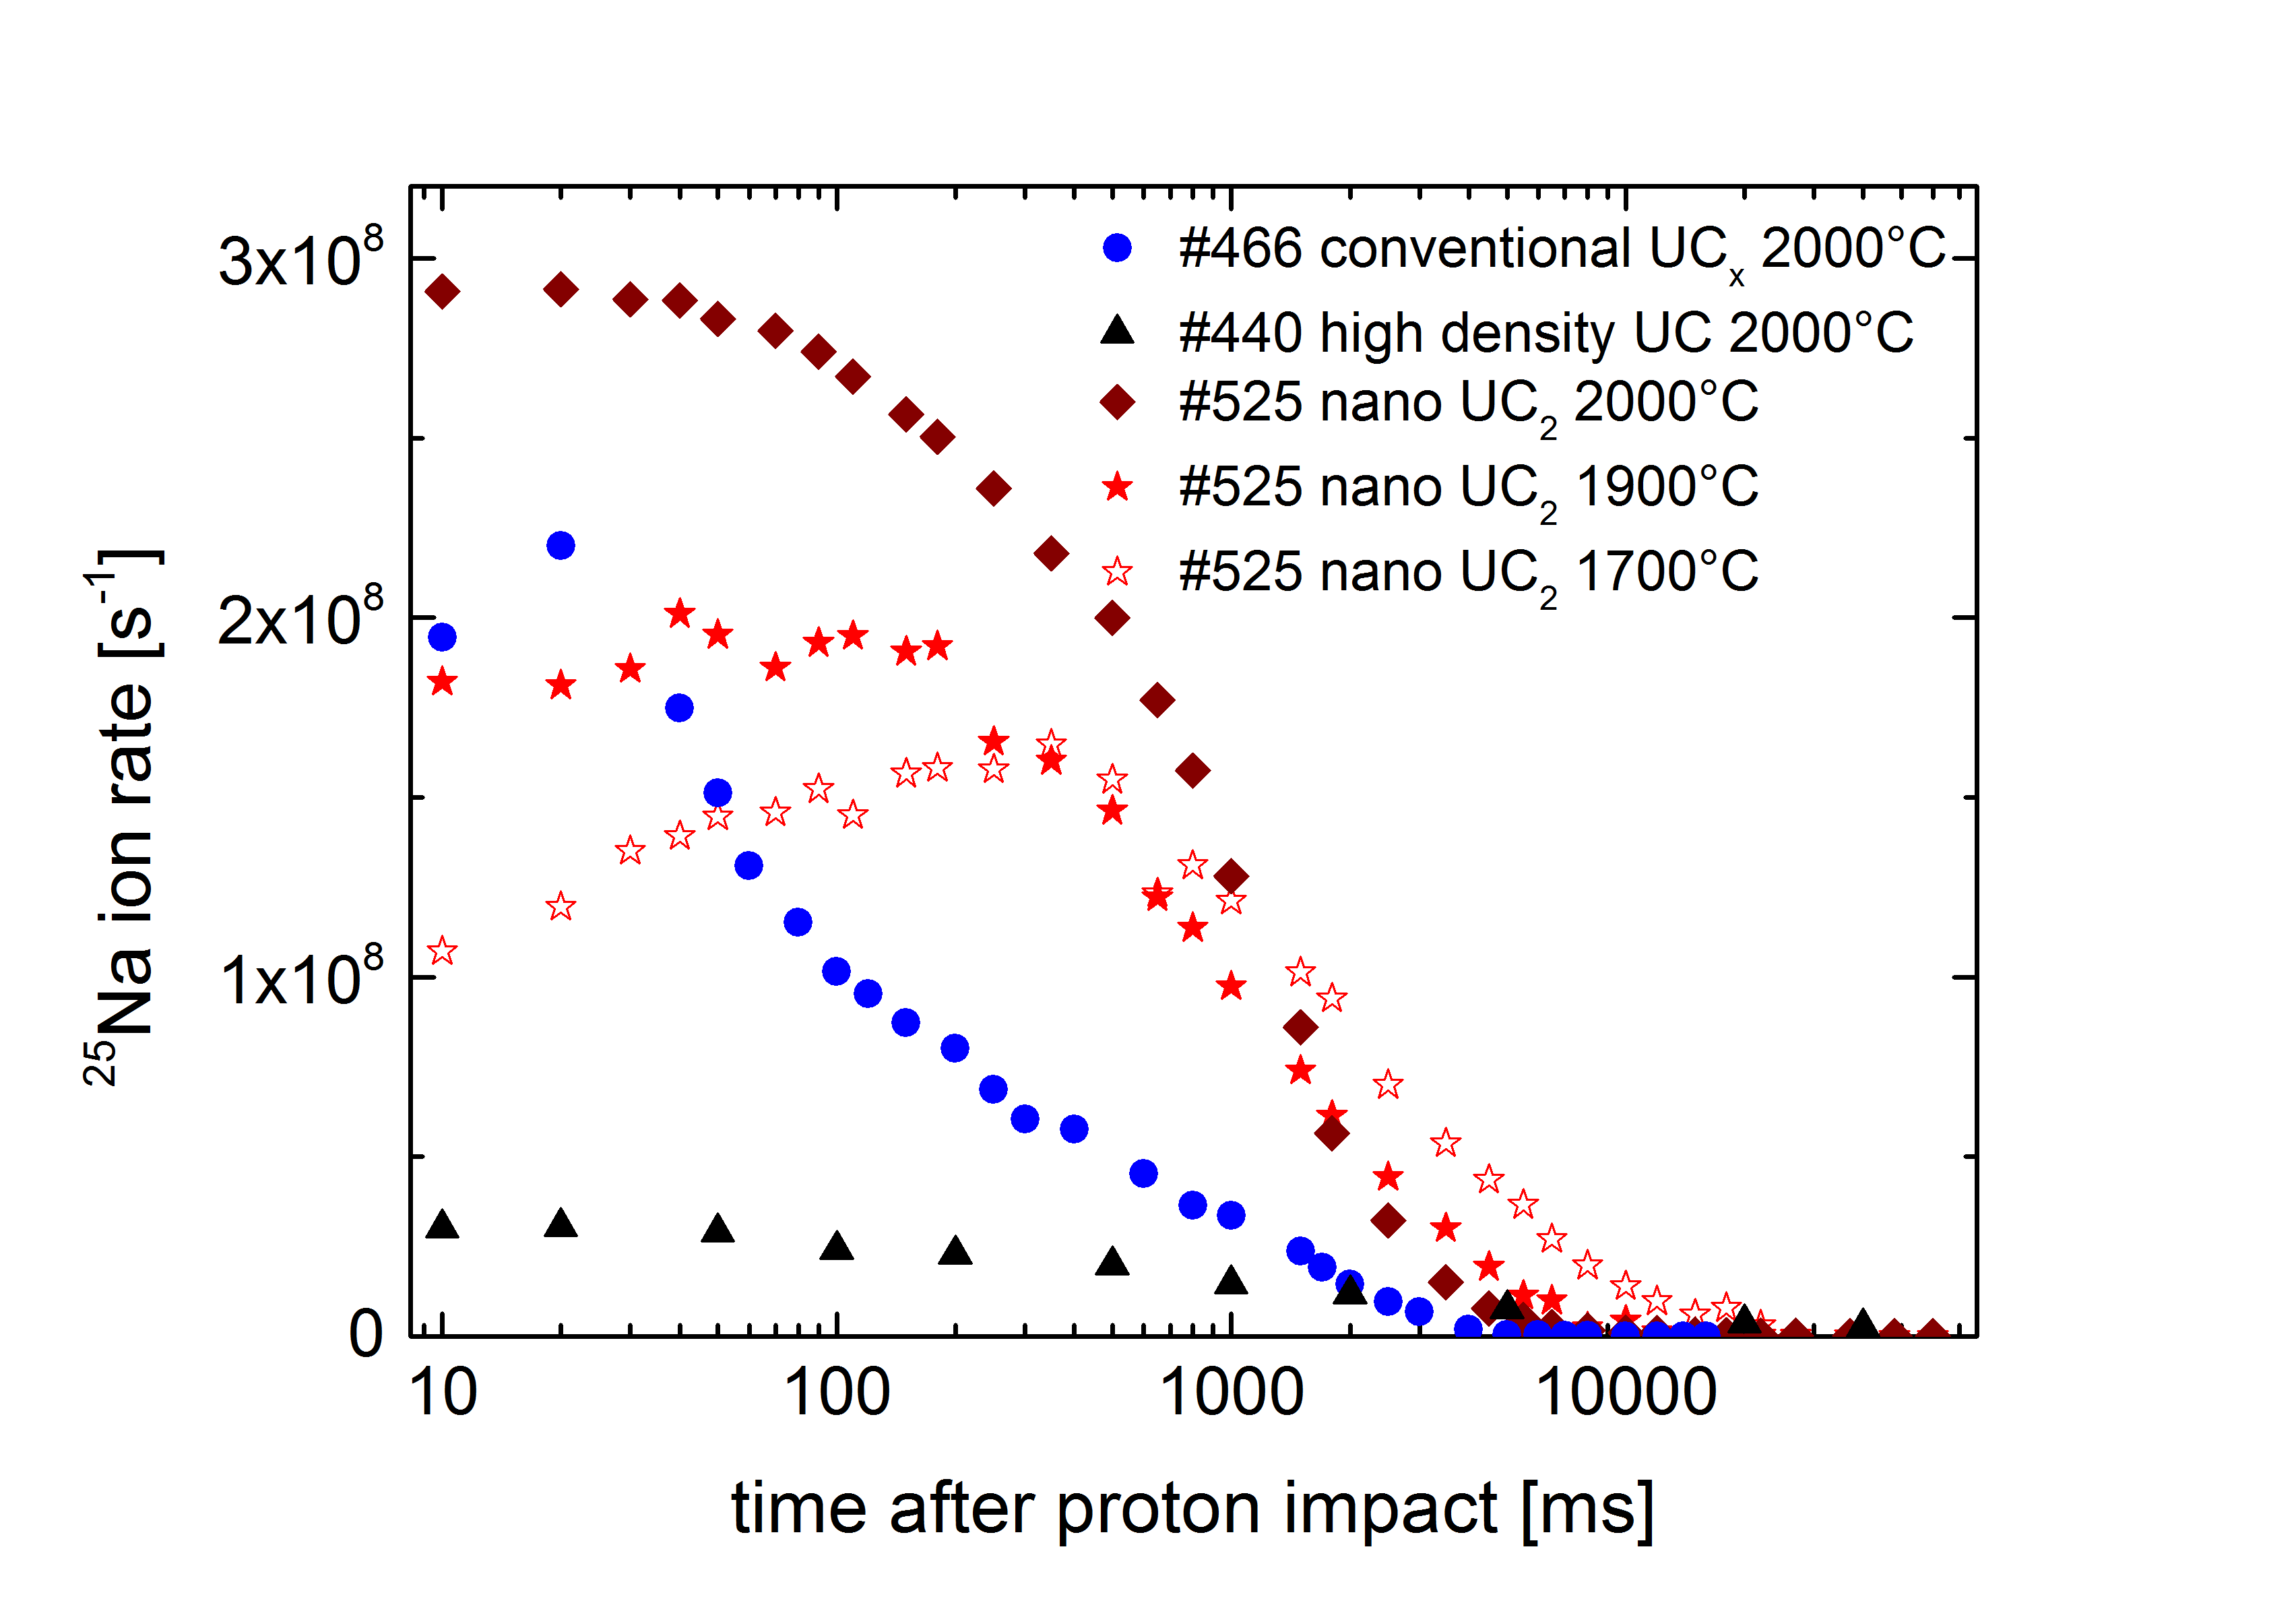 #466 conventional UCx 2000°C
#440 high density UC 2000°C
#525 nano UC2 2000°C
#525 nano UC2 1900°C
#525 nano UC2 1700°C
3x10^8
2x10^8
1x10^8
0
25Na ion rate [s^-1]
10 100 1000 10000
time after proton impact [ms]